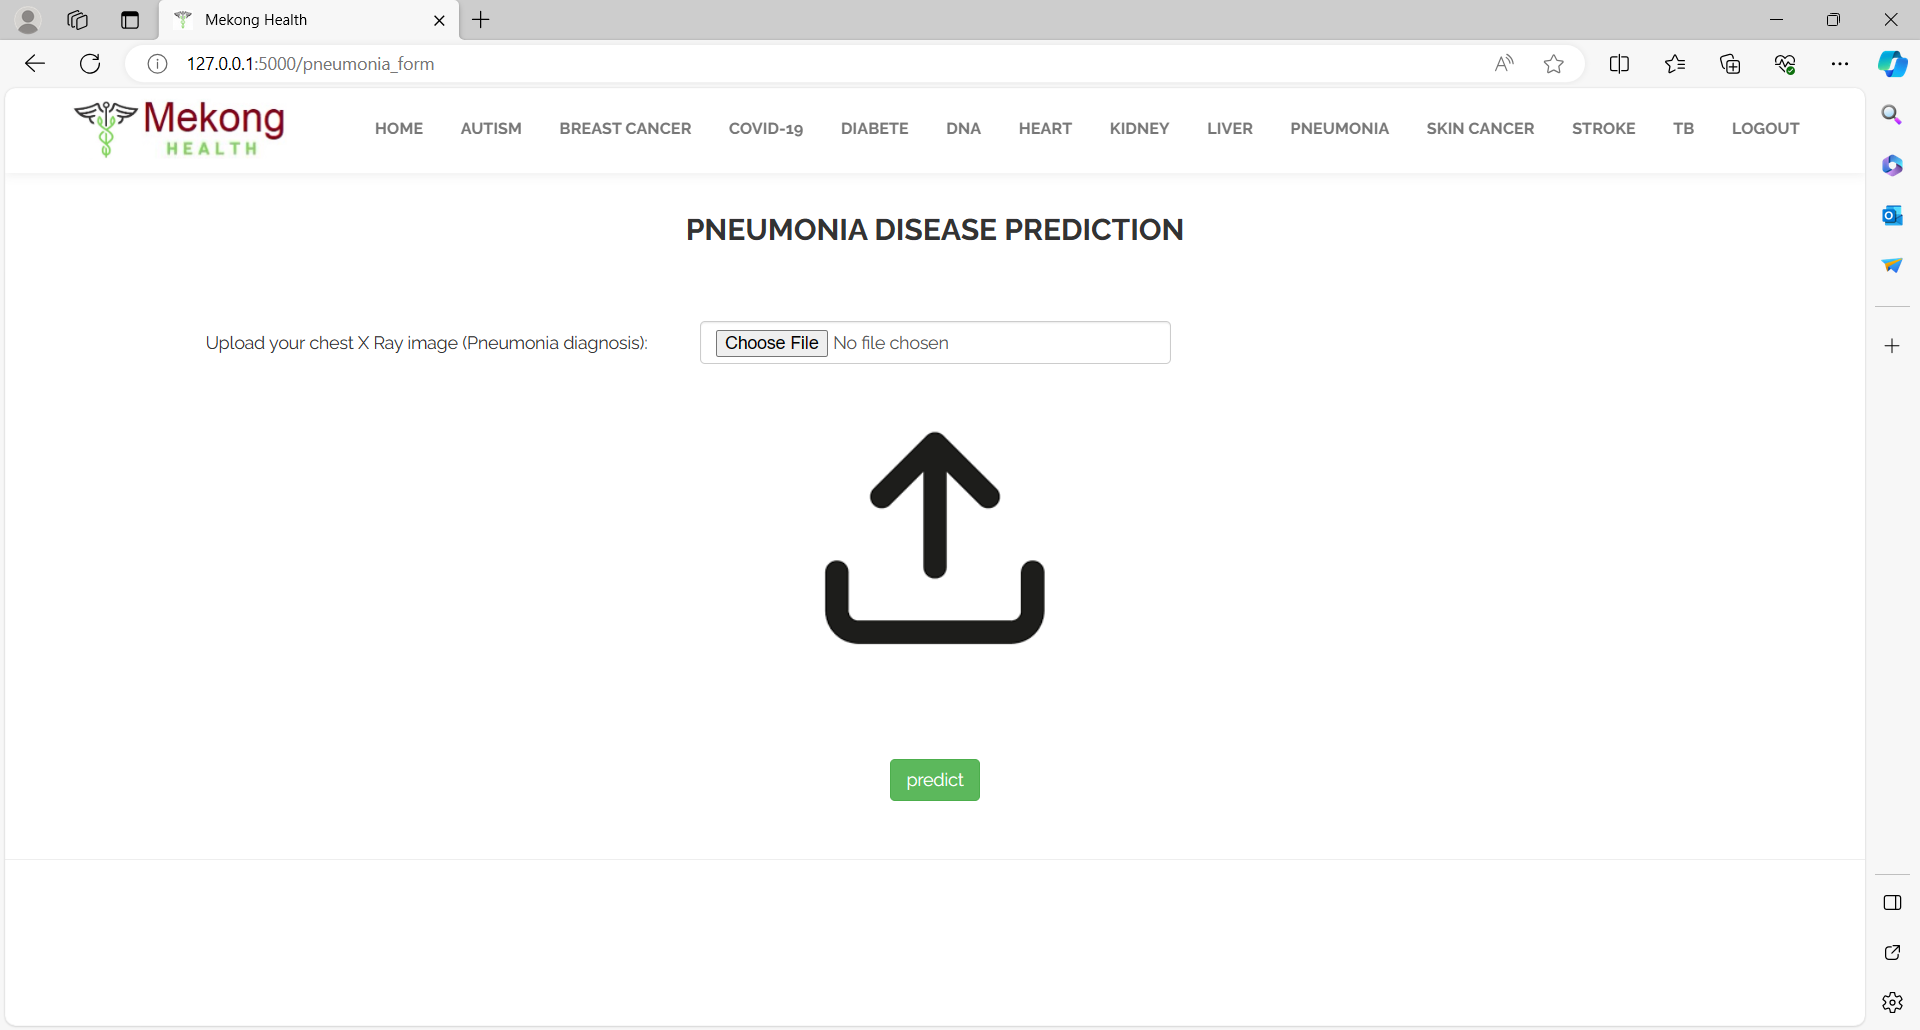 Mekong Health
127.0.0.1:5000/pneumonia_form
Mekong
HEALTH
HOME AUTISM BREAST CANCER COVID-19 DIABETE DNA HEART KIDNEY LIVER PNEUMONIA SKIN CANCER STROKE TB LOGOUT
PNEUMONIA DISEASE PREDICTION
Upload your chest X Ray image (Pneumonia diagnosis): Choose File No file chosen
predict